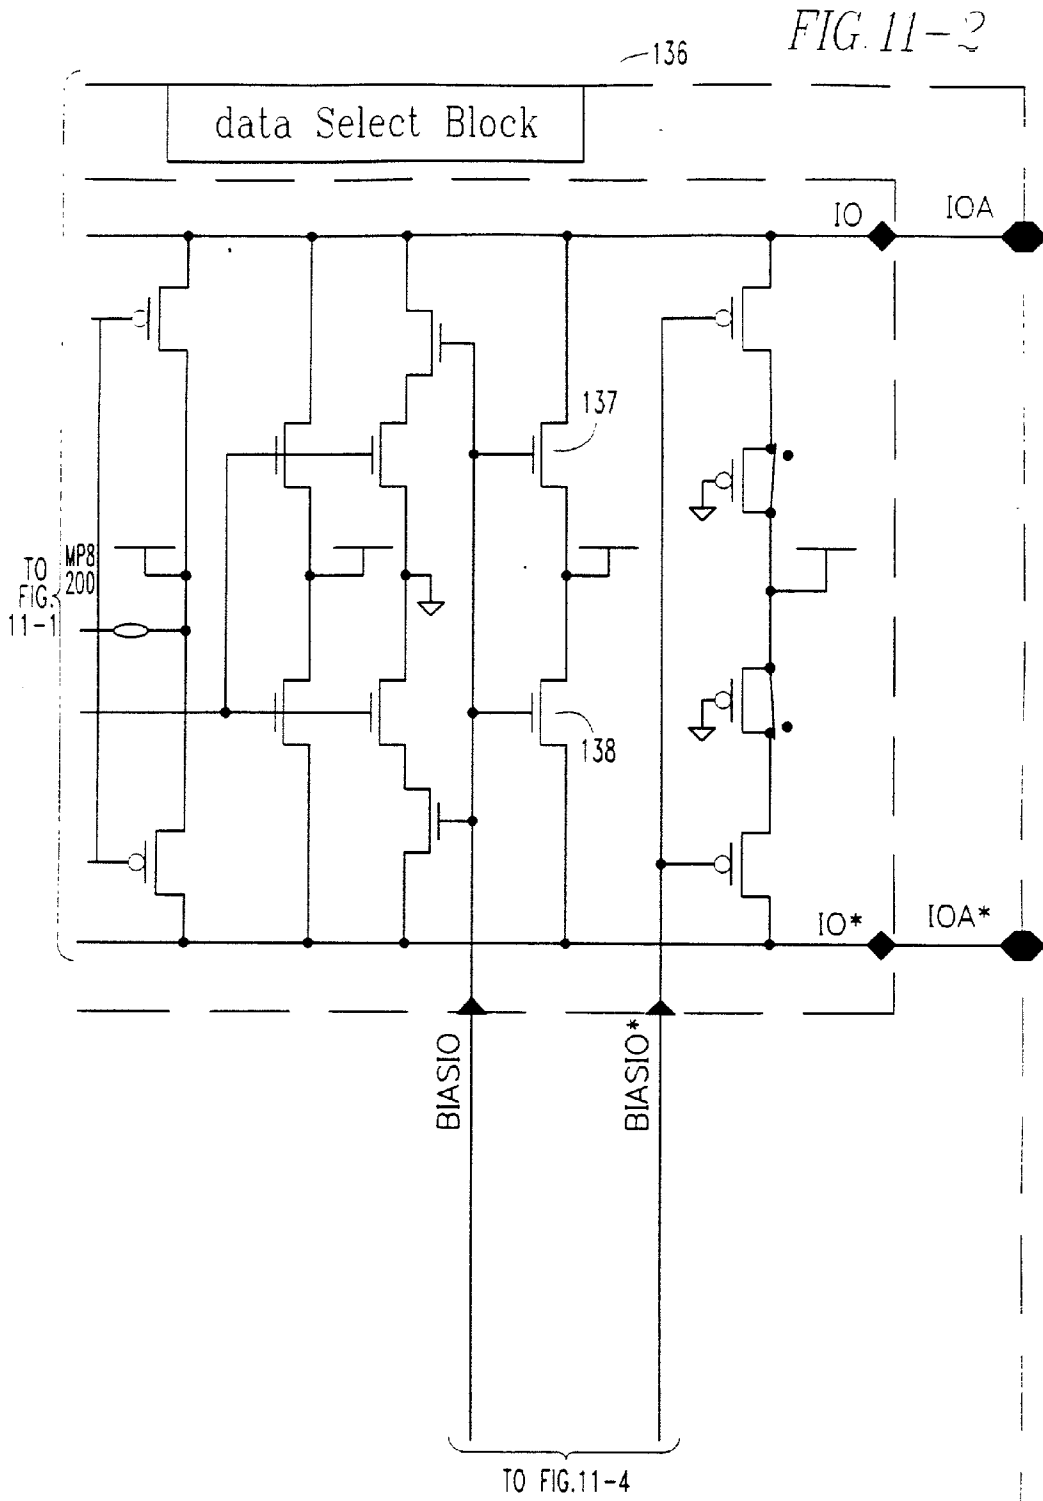 FIG. 11-2
136
data Select Block
IO
IOA
137
TO
FIG.
11-1
MP8
200
138
IO*
IOA*
BIASIO
BIASIO*
TO FIG.11-4